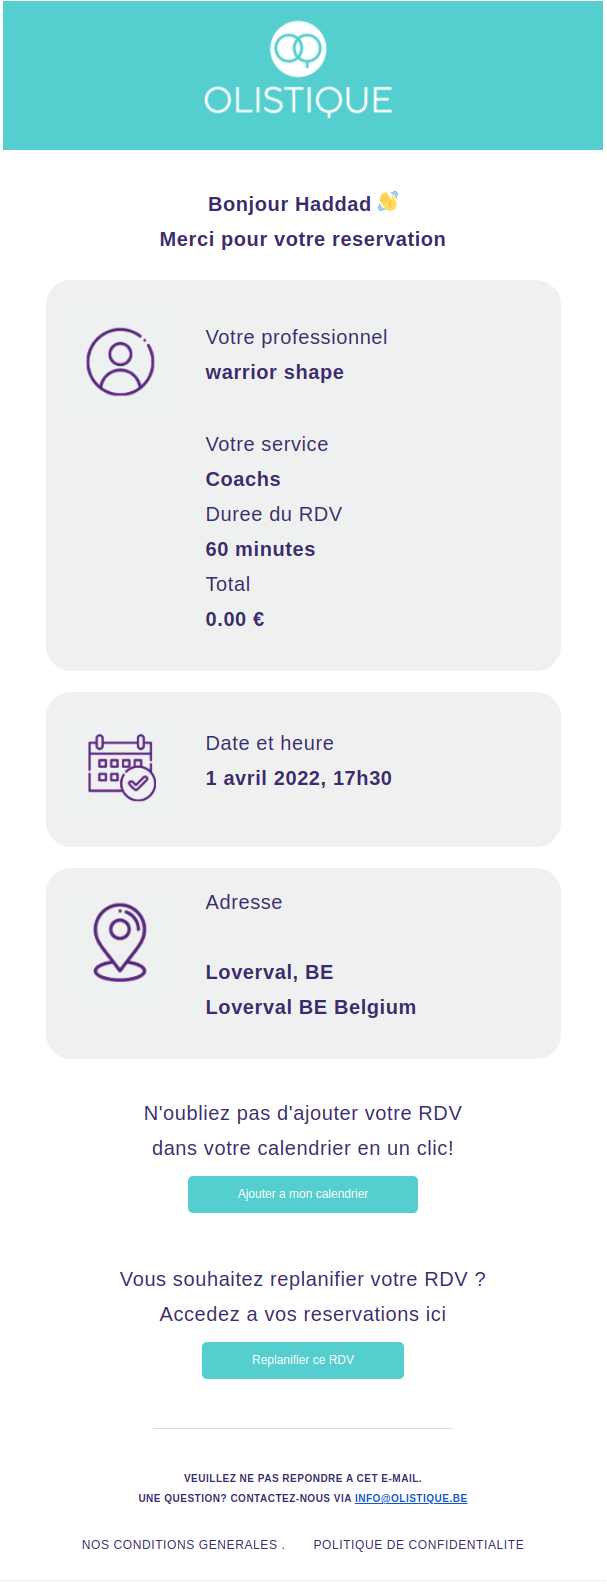 OLISTIQUE
Bonjour Haddad 👋
Merci pour votre reservation
Votre professionnel
warrior shape
Votre service
Coachs
Duree du RDV
60 minutes
Total
0.00 €
Date et heure
1 avril 2022, 17h30
Adresse
Loverval, BE
Loverval BE Belgium
N'oubliez pas d'ajouter votre RDV
dans votre calendrier en un clic!
Ajouter a mon calendrier
Vous souhaitez replanifier votre RDV ?
Accedez a vos reservations ici
Replanifier ce RDV
VEUILLEZ NE PAS REPONDRE A CET E-MAIL.
UNE QUESTION? CONTACTEZ-NOUS VIA INFO@OLISTIQUE.BE
NOS CONDITIONS GENERALES . POLITIQUE DE CONFIDENTIALITE